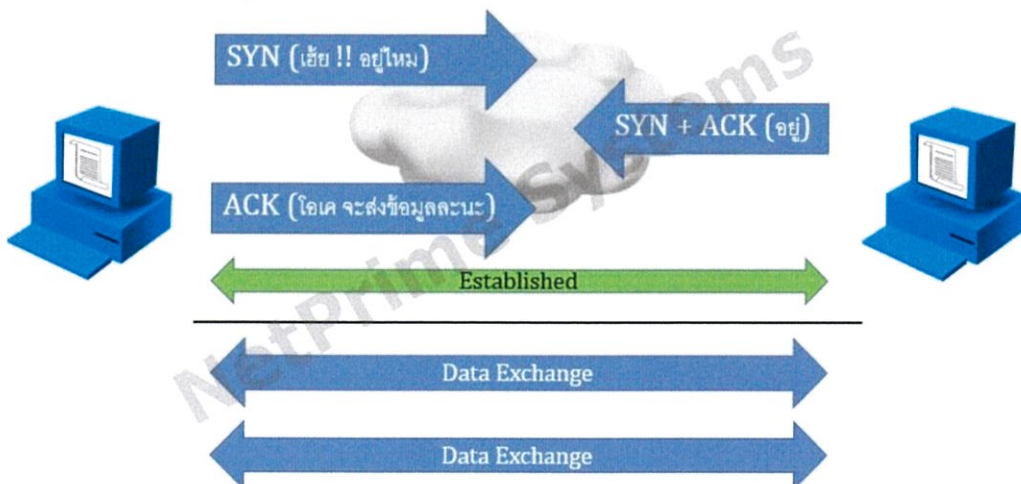 SYN (เฮ้ย !! อยู่ไหม)
SYN + ACK (อยู่)
ACK (โอเค จะส่งข้อมูลละนะ)
Established
Data Exchange
Data Exchange
NetPrime Systems